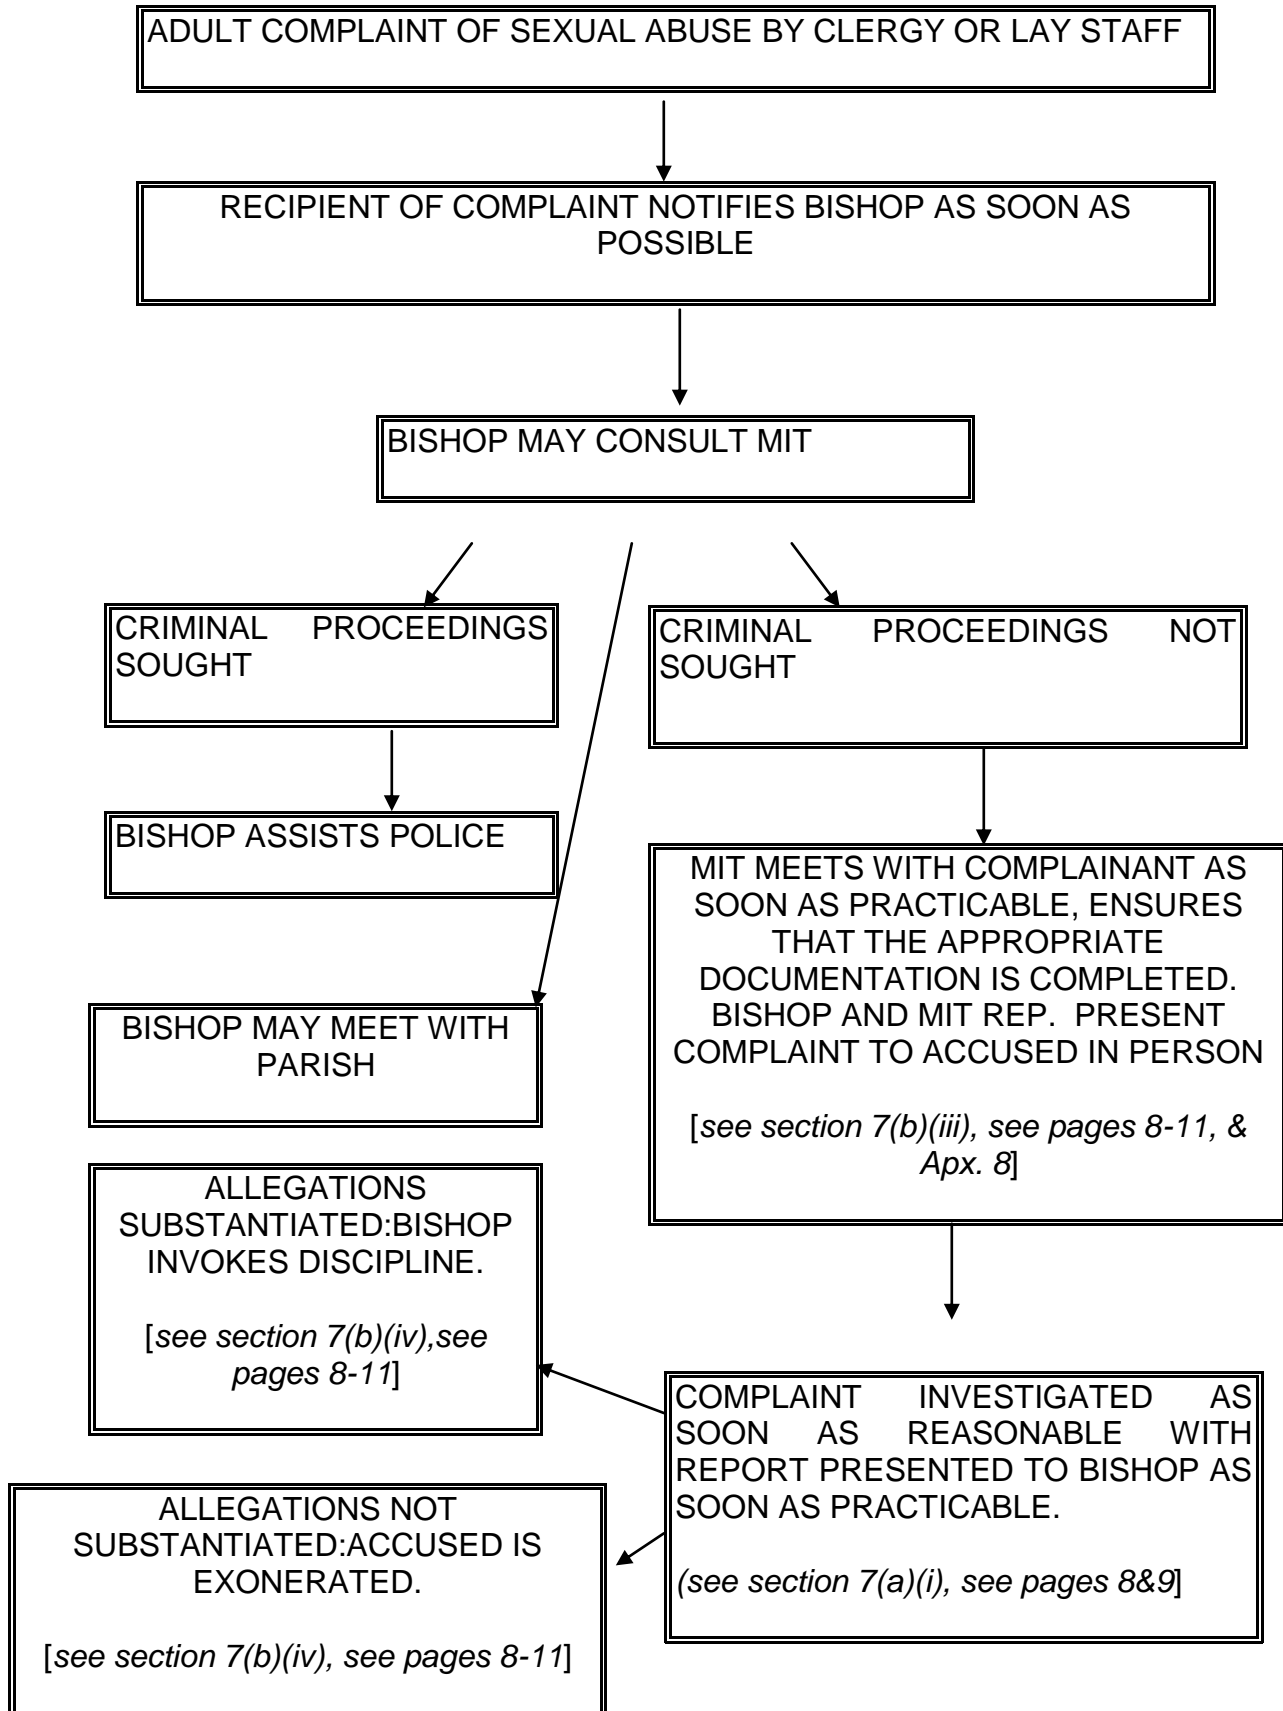 ADULT COMPLAINT OF SEXUAL ABUSE BY CLERGY OR LAY STAFF
RECIPIENT OF COMPLAINT NOTIFIES BISHOP AS SOON AS
POSSIBLE
BISHOP MAY CONSULT MIT
CRIMINAL PROCEEDINGS
SOUGHT
CRIMINAL PROCEEDINGS NOT
SOUGHT
BISHOP ASSISTS POLICE
MIT MEETS WITH COMPLAINANT AS
SOON AS PRACTICABLE, ENSURES
THAT THE APPROPRIATE
DOCUMENTATION IS COMPLETED.
BISHOP AND MIT REP. PRESENT
COMPLAINT TO ACCUSED IN PERSON
[see section 7(b)(iii), see pages 8-11, &
Apx. 8]
BISHOP MAY MEET WITH
PARISH
ALLEGATIONS
SUBSTANTIATED:BISHOP
INVOKES DISCIPLINE.
[see section 7(b)(iv),see
pages 8-11]
COMPLAINT INVESTIGATED AS
SOON AS REASONABLE WITH
REPORT PRESENTED TO BISHOP AS
SOON AS PRACTICABLE.
(see section 7(a)(i), see pages 8&9]
ALLEGATIONS NOT
SUBSTANTIATED:ACCUSED IS
EXONERATED.
[see section 7(b)(iv), see pages 8-11]